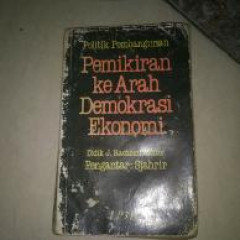 Politik Pembangunan
Pemikiran
ke Arah
Demokrasi
Ekonomi
Didik J.
Pengantar: Sjahrir